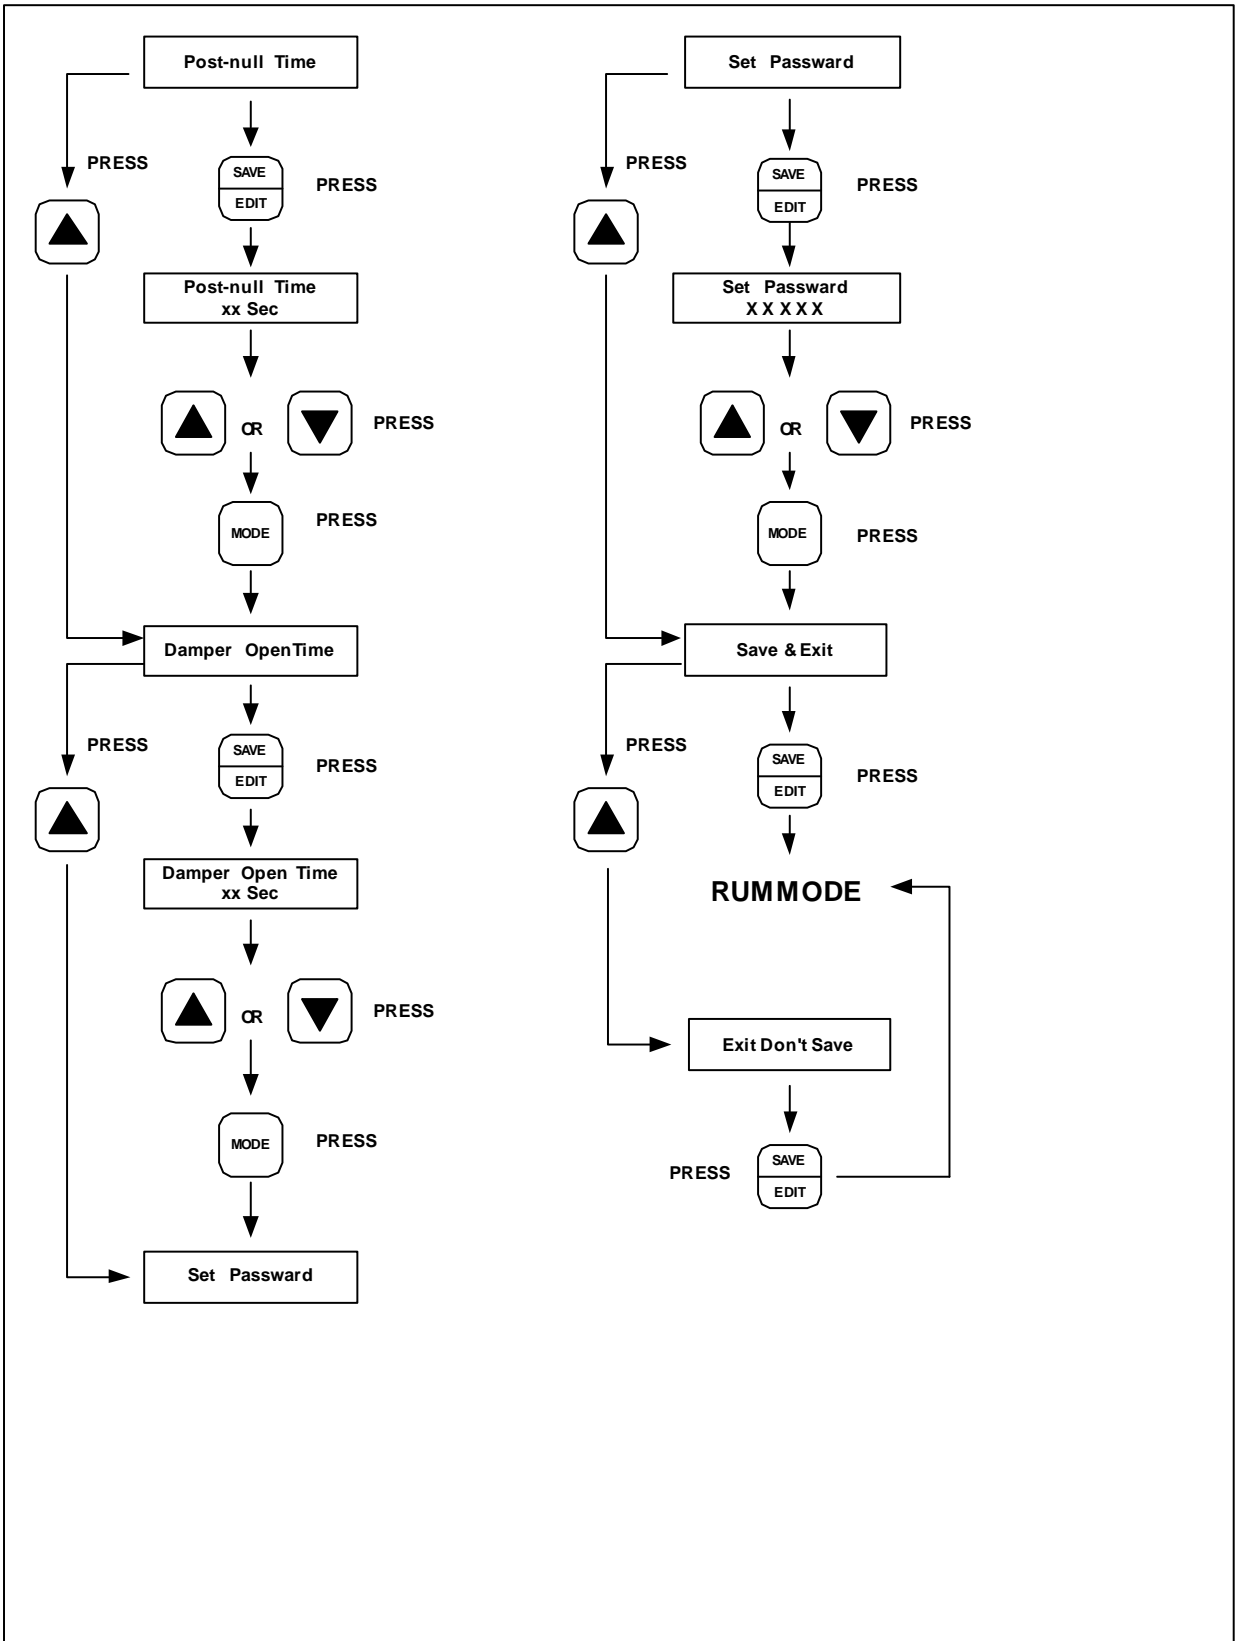 Post-null Time
PRESS
SAVE
EDIT
PRESS
Post-null Time
xx Sec
OR
PRESS
MODE
PRESS
Damper OpenTime
PRESS
SAVE
EDIT
PRESS
Damper Open Time
xx Sec
OR
PRESS
MODE
PRESS
Set Passward
Set Passward
PRESS
SAVE
EDIT
PRESS
Set Passward
X X X X X
OR
PRESS
MODE
PRESS
Save & Exit
PRESS
SAVE
EDIT
PRESS
RUMMODE
Exit Don't Save
PRESS
SAVE
EDIT